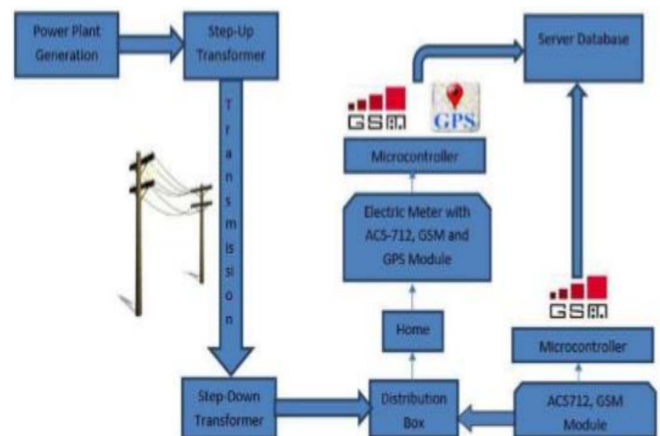 Power Plant
Generation
Step-Up
Transformer
Server Database
Transmission
GSM
GPS
Microcontroller
Electric Meter with
ACS-712, GSM and
GPS Module
GSM
Home
Microcontroller
Step-Down
Transformer
Distribution
Box
ACS712, GSM
Module